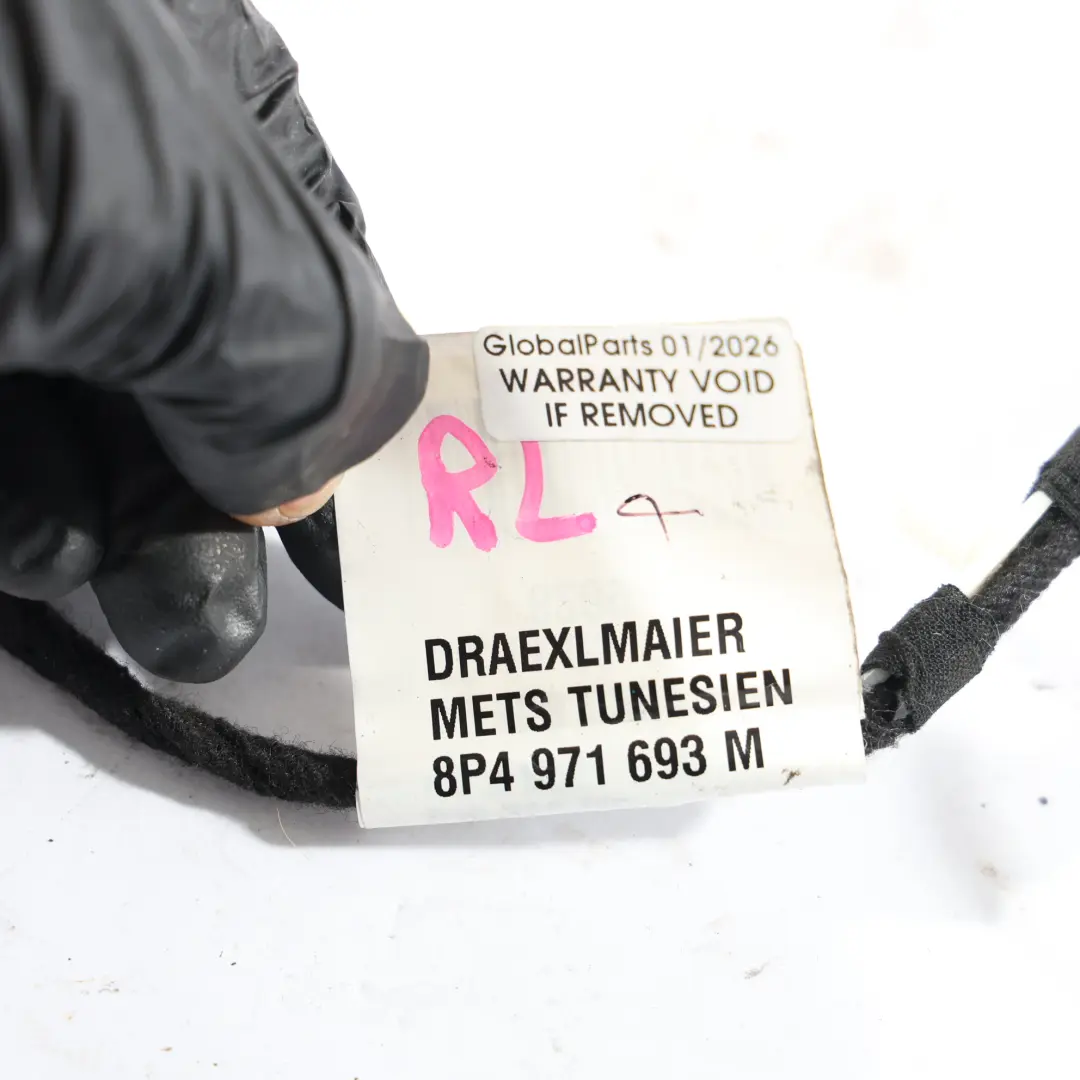 GlobalParts 01/2026
WARRANTY VOID
IF REMOVED
RL
DRAEXLMAIER
METS TUNESIEN
8P4 971 693 M